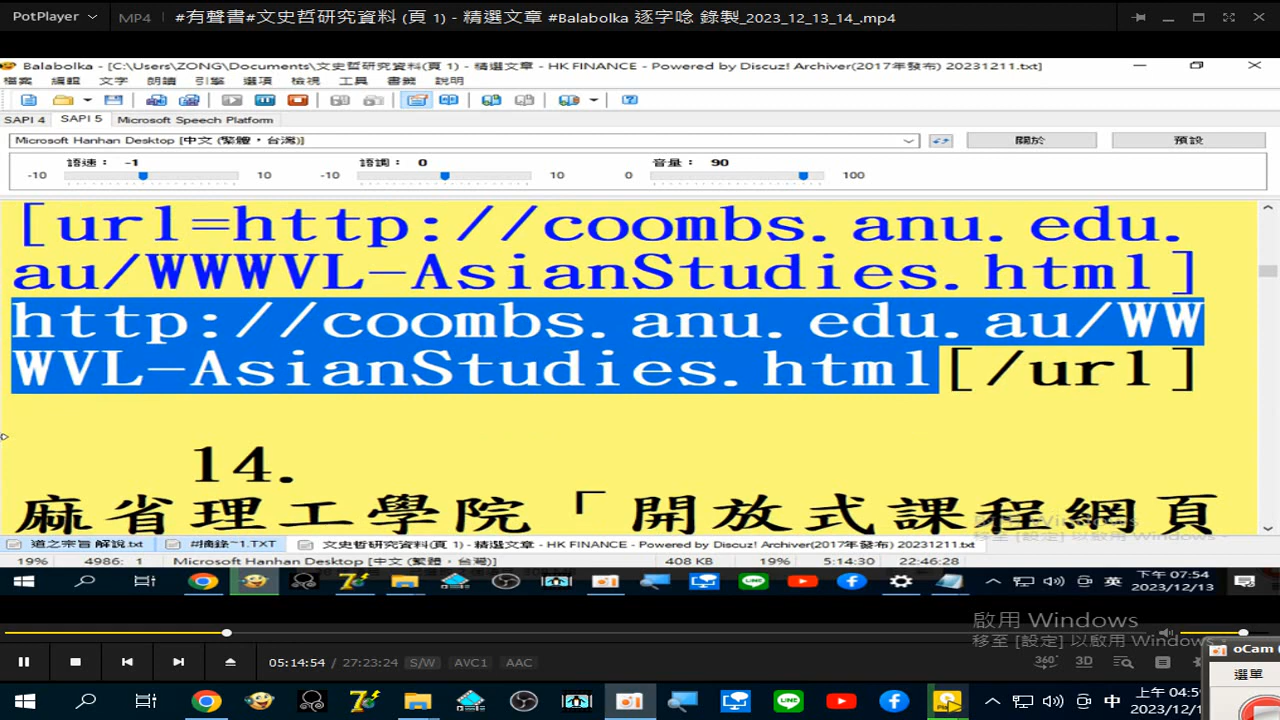 PotPlayer MP4 #有聲書#文史哲研究資料 (頁 1) - 精選文章 #Balabolka 逐字唸 錄製_2023_12_13_14_.mp4
Balabolka - [C:\Users\ZONG\Documents\文史哲研究資料(頁 1) - 精選文章 - HK FINANCE - Powered by Discuz! Archiver(2017年發布) 20231211.txt]
檔案 編輯 文字 朗讀 引擎 選項 檢視 工具 書籤 說明
SAPI 4 SAPI 5 Microsoft Speech Platform
Microsoft Hanhan Desktop [中文 (繁體，台灣)] 關於 預設
語速： -1 語調： 0 音量： 90
-10 10 -10 10 0 100
[url=http://coombs.anu.edu.
au/WWWVL-AsianStudies.html]
http://coombs.anu.edu.au/WW
WVL-AsianStudies.html[/url]
14.
麻省理工學院「開放式課程網頁
道之宗旨 解說.txt #摘錄~1.TXT 文史哲研究資料(頁 1) - 精選文章 - HK FINANCE - Powered by Discuz! Archiver(2017年發布) 20231211.txt
19% 4986: 1 Microsoft Hanhan Desktop [中文 (繁體，台灣)] 408 KB 19% 5:14:30 22:46:28
英 下午 07:54
2023/12/13
啟用 Windows
移至 [設定] 以啟用 Windows。
05:14:54 / 27:23:24 S/W AVC1 AAC 360° 3D
oCam (
選單
中 上午 04:5
2023/12/1